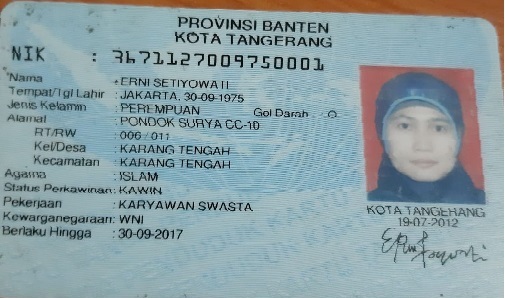 PROVINSI BANTEN
KOTA TANGERANG
NIK : 3671127009750001
Nama : ERNI SETIYOWATI
Tempat/Tgl Lahir : JAKARTA, 30-09-1975
Jenis Kelamin : PEREMPUAN Gol Darah : O
Alamat : PONDOK SURYA CC-10
RT/RW : 006/011
Kel/Desa : KARANG TENGAH
Kecamatan : KARANG TENGAH
Agama : ISLAM
Status Perkawinan: KAWIN
Pekerjaan : KARYAWAN SWASTA
Kewarganegaraan: WNI
Berlaku Hingga : 30-09-2017
KOTA TANGERANG
19-07-2012